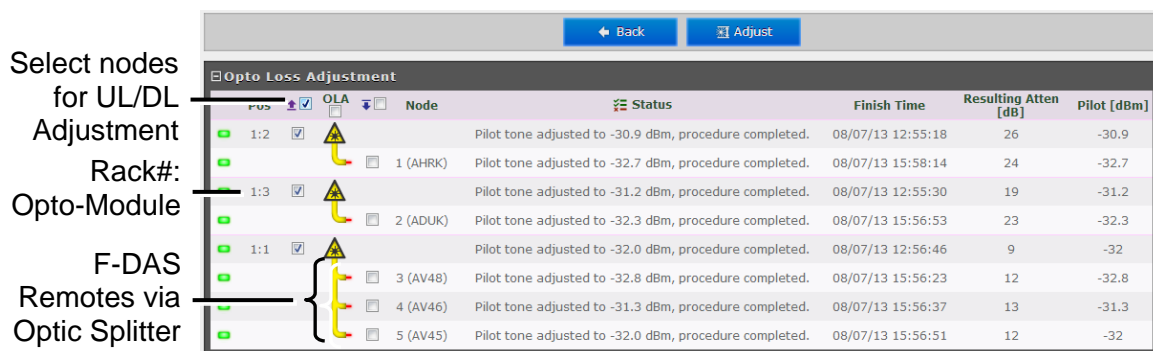 Back Adjust
Select nodes
for UL/DL
Adjustment
Rack#:
Opto-Module
F-DAS
Remotes via
Optic Splitter
Opto Loss Adjustment
Pos OLA Node Status Finish Time Resulting Atten [dB] Pilot [dBm]
1:2 Pilot tone adjusted to -30.9 dBm, procedure completed. 08/07/13 12:55:18 26 -30.9
1 (AHRK) Pilot tone adjusted to -32.7 dBm, procedure completed. 08/07/13 15:58:14 24 -32.7
1:3 Pilot tone adjusted to -31.2 dBm, procedure completed. 08/07/13 12:55:30 19 -31.2
2 (ADUK) Pilot tone adjusted to -32.3 dBm, procedure completed. 08/07/13 15:56:53 23 -32.3
1:1 Pilot tone adjusted to -32.0 dBm, procedure completed. 08/07/13 12:56:46 9 -32
3 (AV48) Pilot tone adjusted to -32.8 dBm, procedure completed. 08/07/13 15:56:23 12 -32.8
4 (AV46) Pilot tone adjusted to -31.3 dBm, procedure completed. 08/07/13 15:56:37 13 -31.3
5 (AV45) Pilot tone adjusted to -32.0 dBm, procedure completed. 08/07/13 15:56:51 12 -32